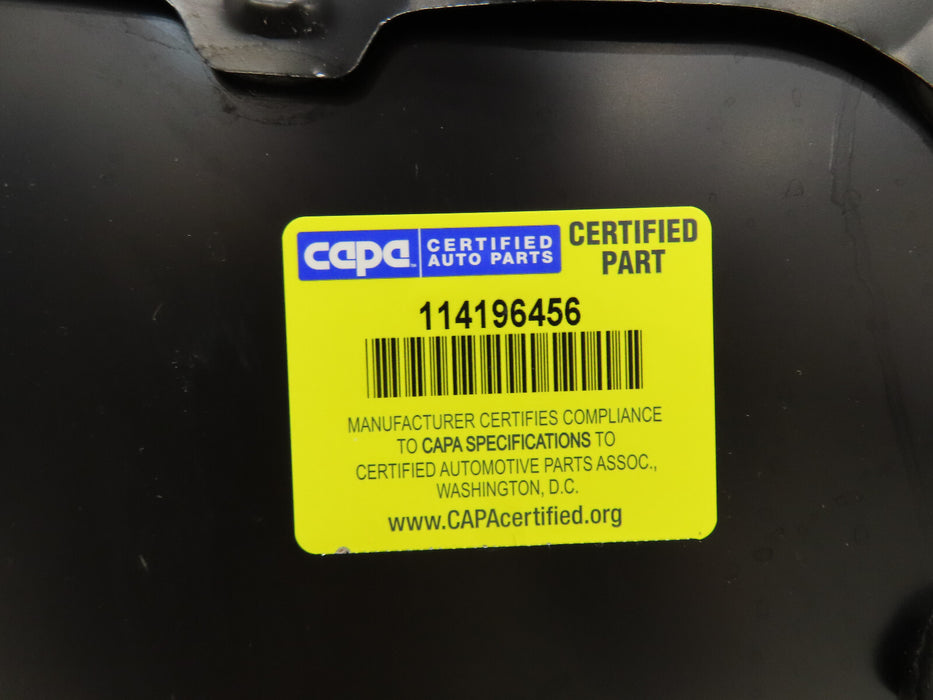 capa™ CERTIFIED AUTO PARTS
CERTIFIED PART
114196456
MANUFACTURER CERTIFIES COMPLIANCE
TO CAPA SPECIFICATIONS TO
CERTIFIED AUTOMOTIVE PARTS ASSOC.,
WASHINGTON, D.C.
www.CAPAcertified.org